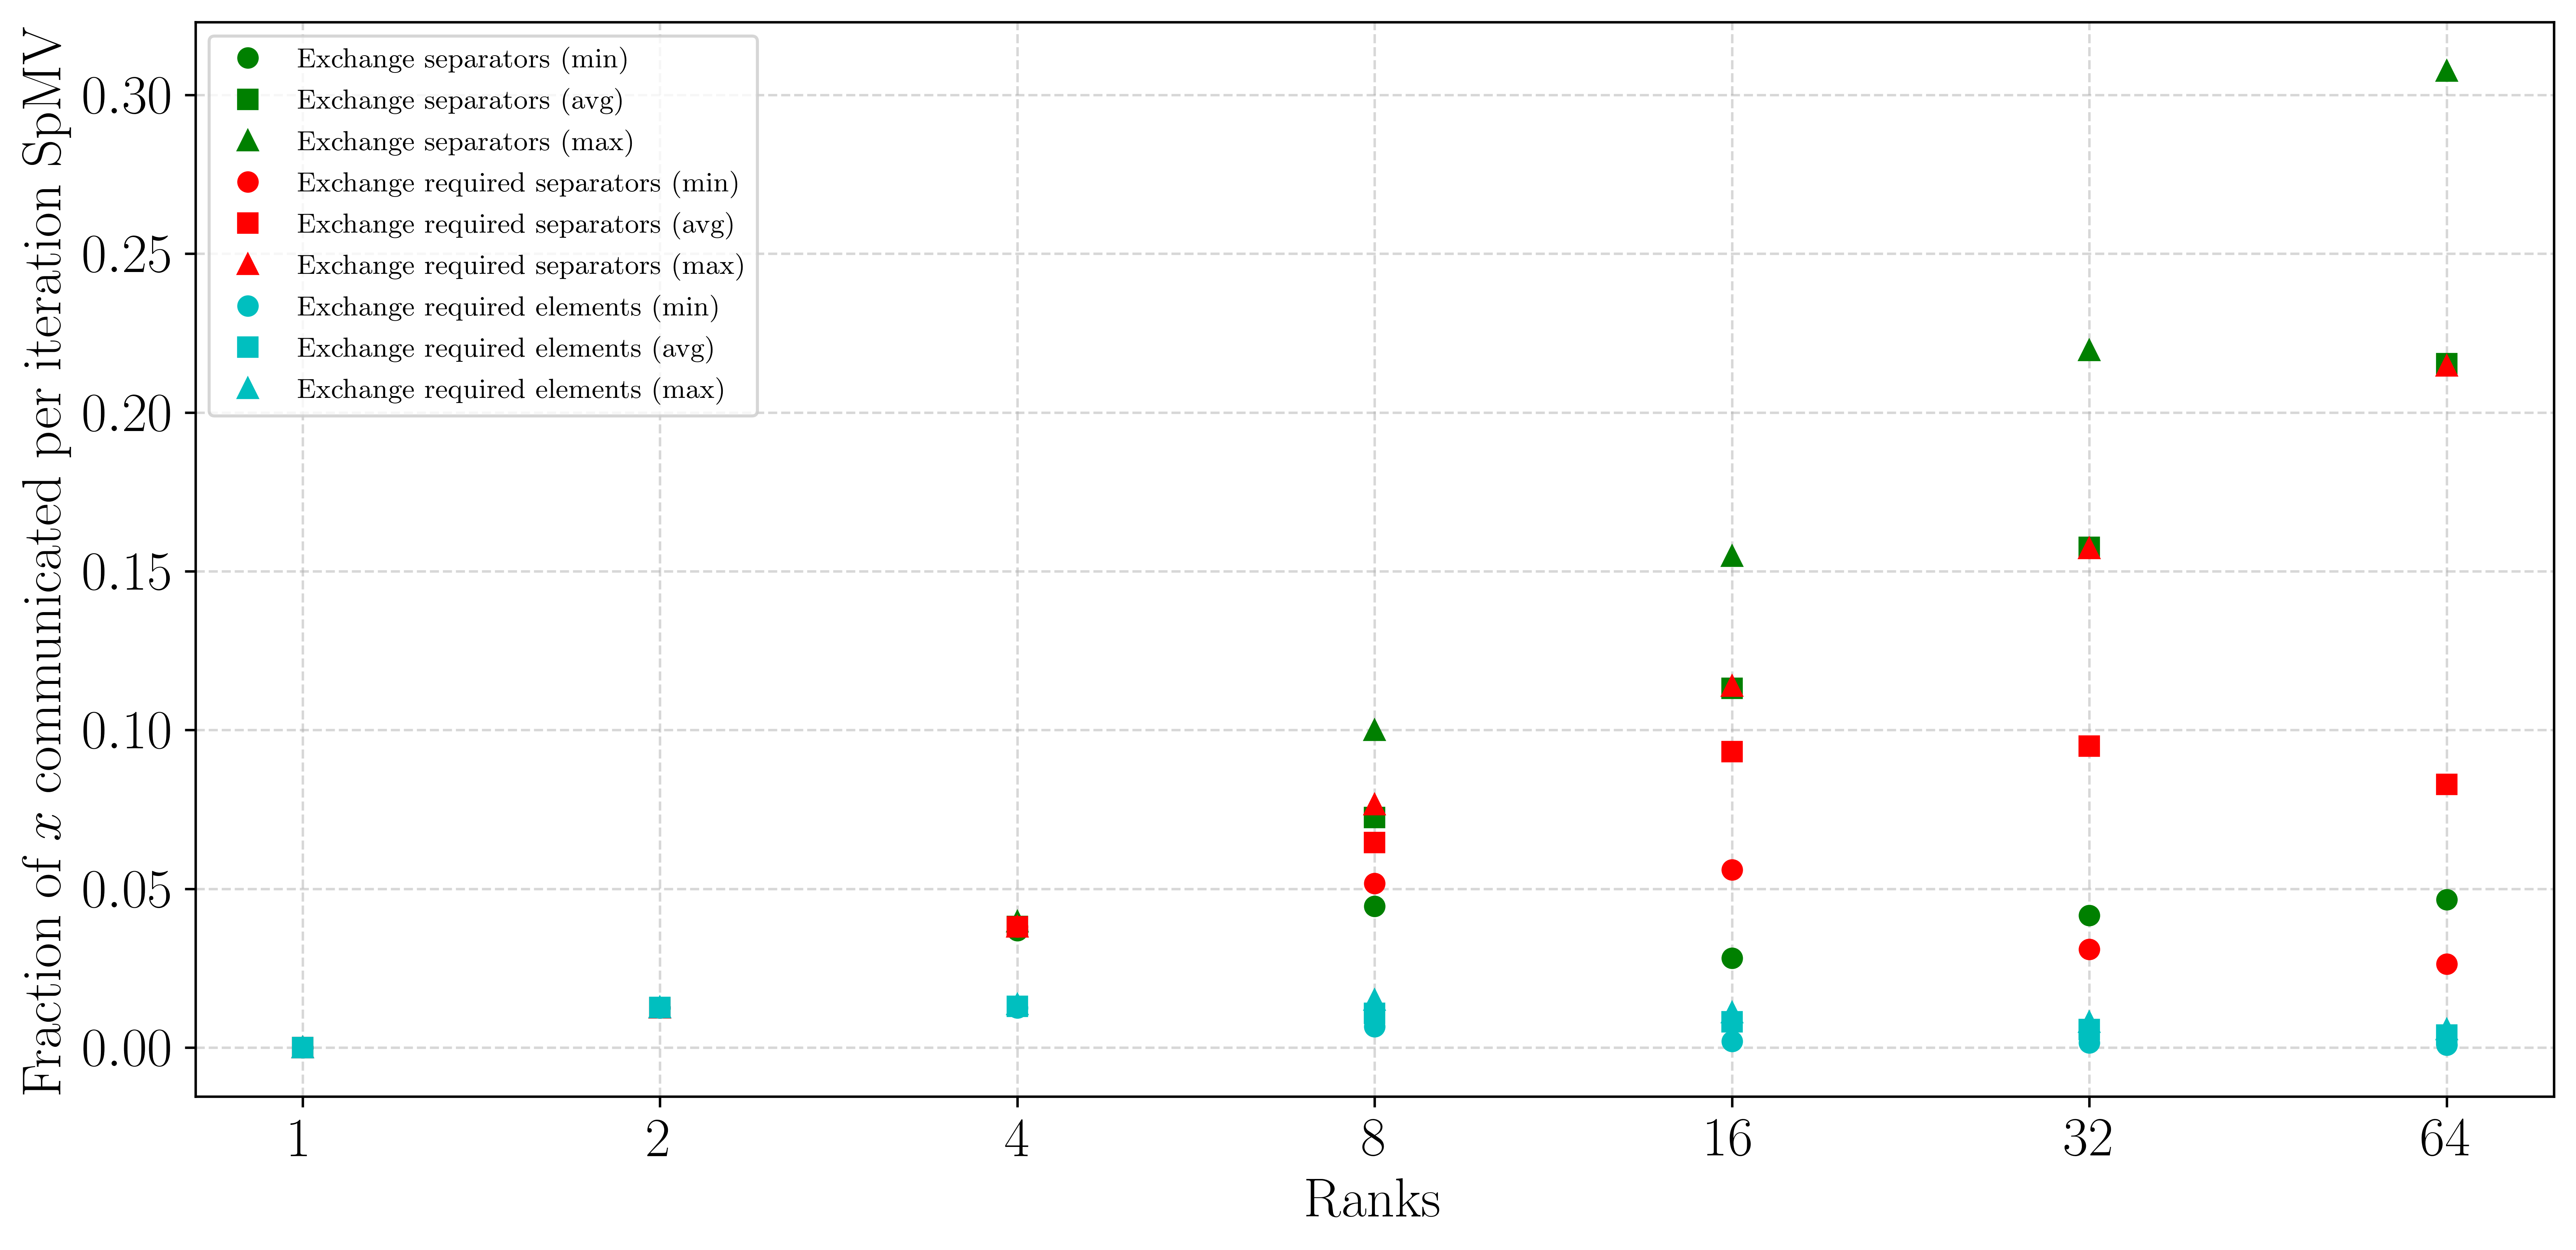 Fraction of x communicated per iteration SpMV
0.30
0.25
0.20
0.15
0.10
0.05
0.00
Exchange separators (min)
Exchange separators (avg)
Exchange separators (max)
Exchange required separators (min)
Exchange required separators (avg)
Exchange required separators (max)
Exchange required elements (min)
Exchange required elements (avg)
Exchange required elements (max)
1 2 4 8 16 32 64
Ranks